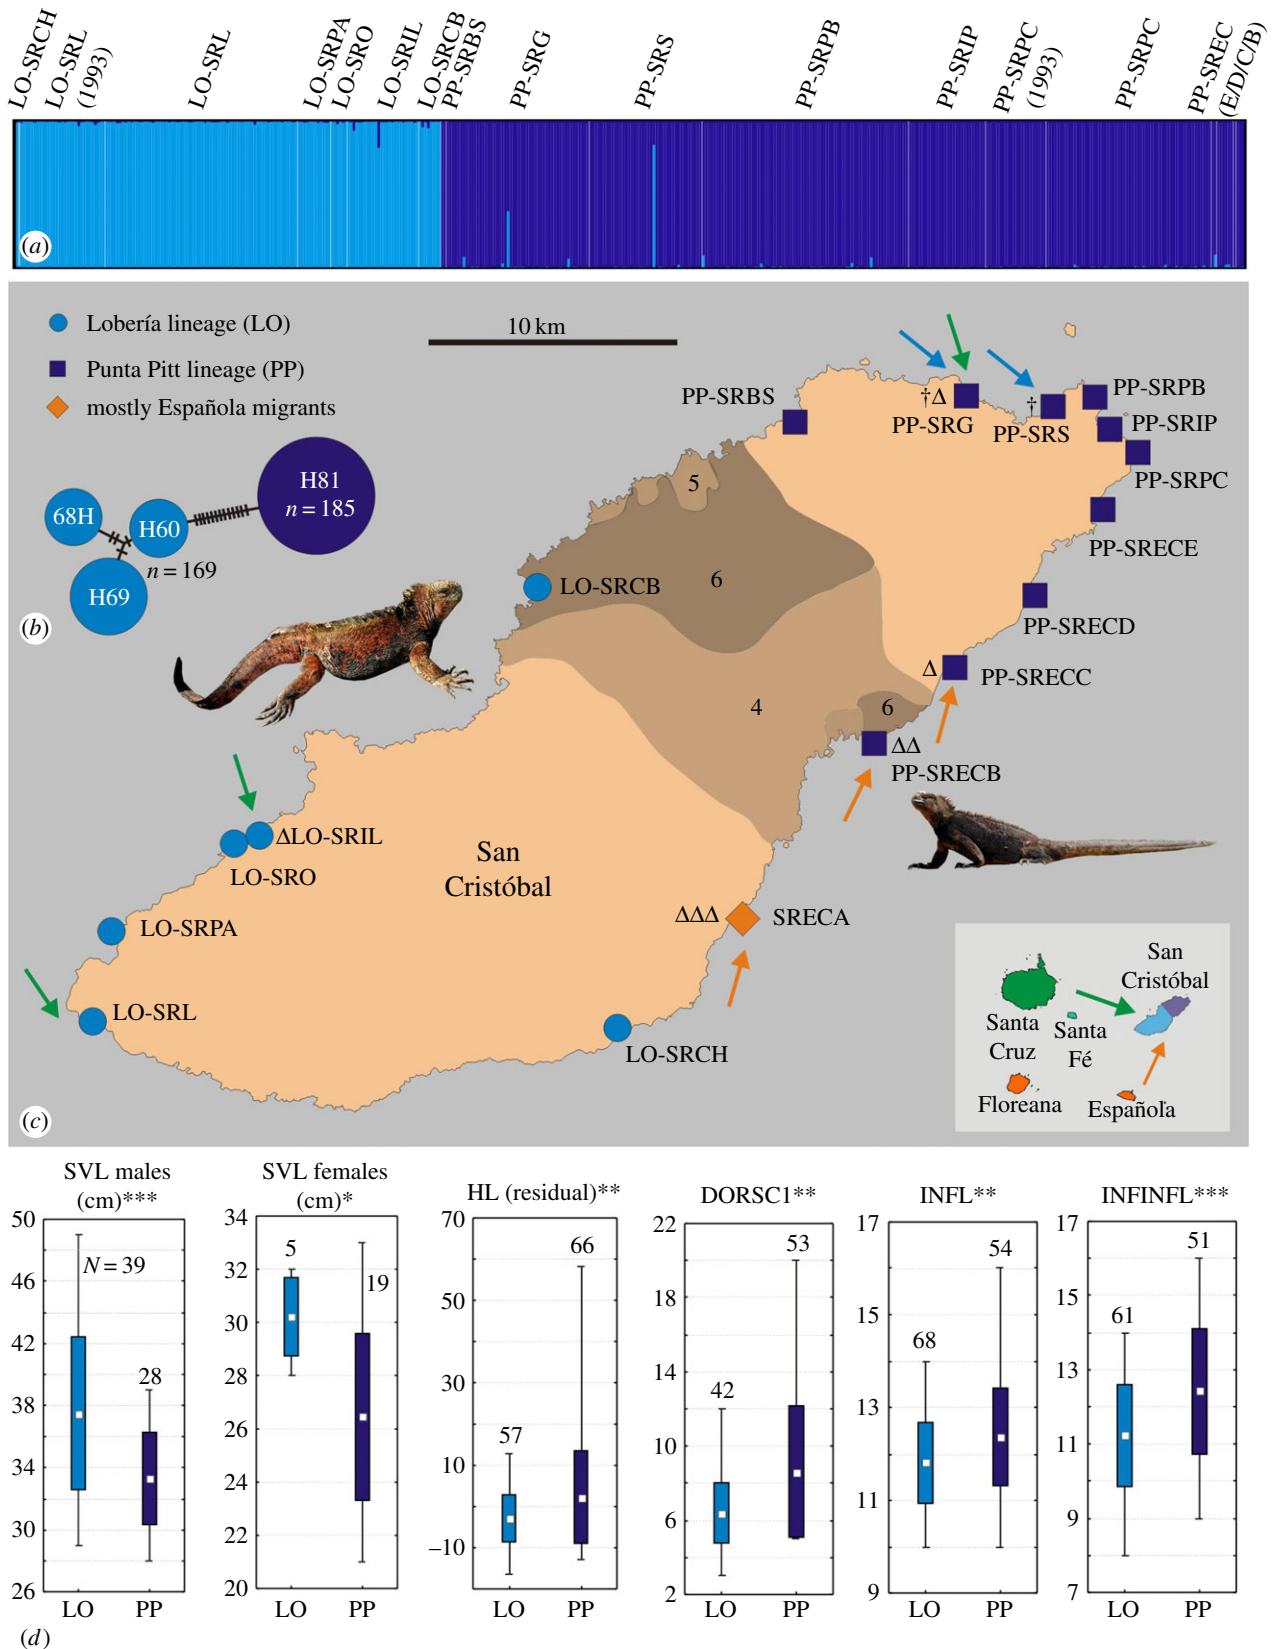 LO-SRCH
LO-SRL
(1993)
LO-SRL
LO-SRPA
LO-SRO
LO-SRIL
LO-SRCB
PP-SRBS
PP-SRG
PP-SRS
PP-SRPB
PP-SRIP
PP-SRPC
(1993)
PP-SRPC
PP-SREC
(E/D/C/B)
(a)
Lobería lineage (LO)
Punta Pitt lineage (PP)
mostly Española migrants
10 km
H81
n = 185
68H
H60
n = 169
H69
(b)
PP-SRBS
†Δ
PP-SRG
†
PP-SRS
PP-SRPB
PP-SRIP
PP-SRPC
PP-SRECE
PP-SRECD
Δ
PP-SRECC
5
6
LO-SRCB
4
6
ΔΔ
PP-SRECB
ΔLO-SRIL
LO-SRO
San
Cristóbal
LO-SRPA
ΔΔΔ
SRECA
LO-SRL
LO-SRCH
San
Cristóbal
Santa
Cruz
Santa
Fé
Floreana
Española
(c)
SVL males
(cm)***
50
46
42
38
34
30
26
N = 39
28
LO PP
SVL females
(cm)*
34
32
30
28
26
24
22
20
5
19
LO PP
HL (residual)**
70
50
30
10
–10
57
66
LO PP
DORSC1**
22
18
14
10
6
2
42
53
LO PP
INFL**
17
15
13
11
9
68
54
LO PP
INFINFL***
17
15
13
11
9
7
61
51
LO PP
(d)